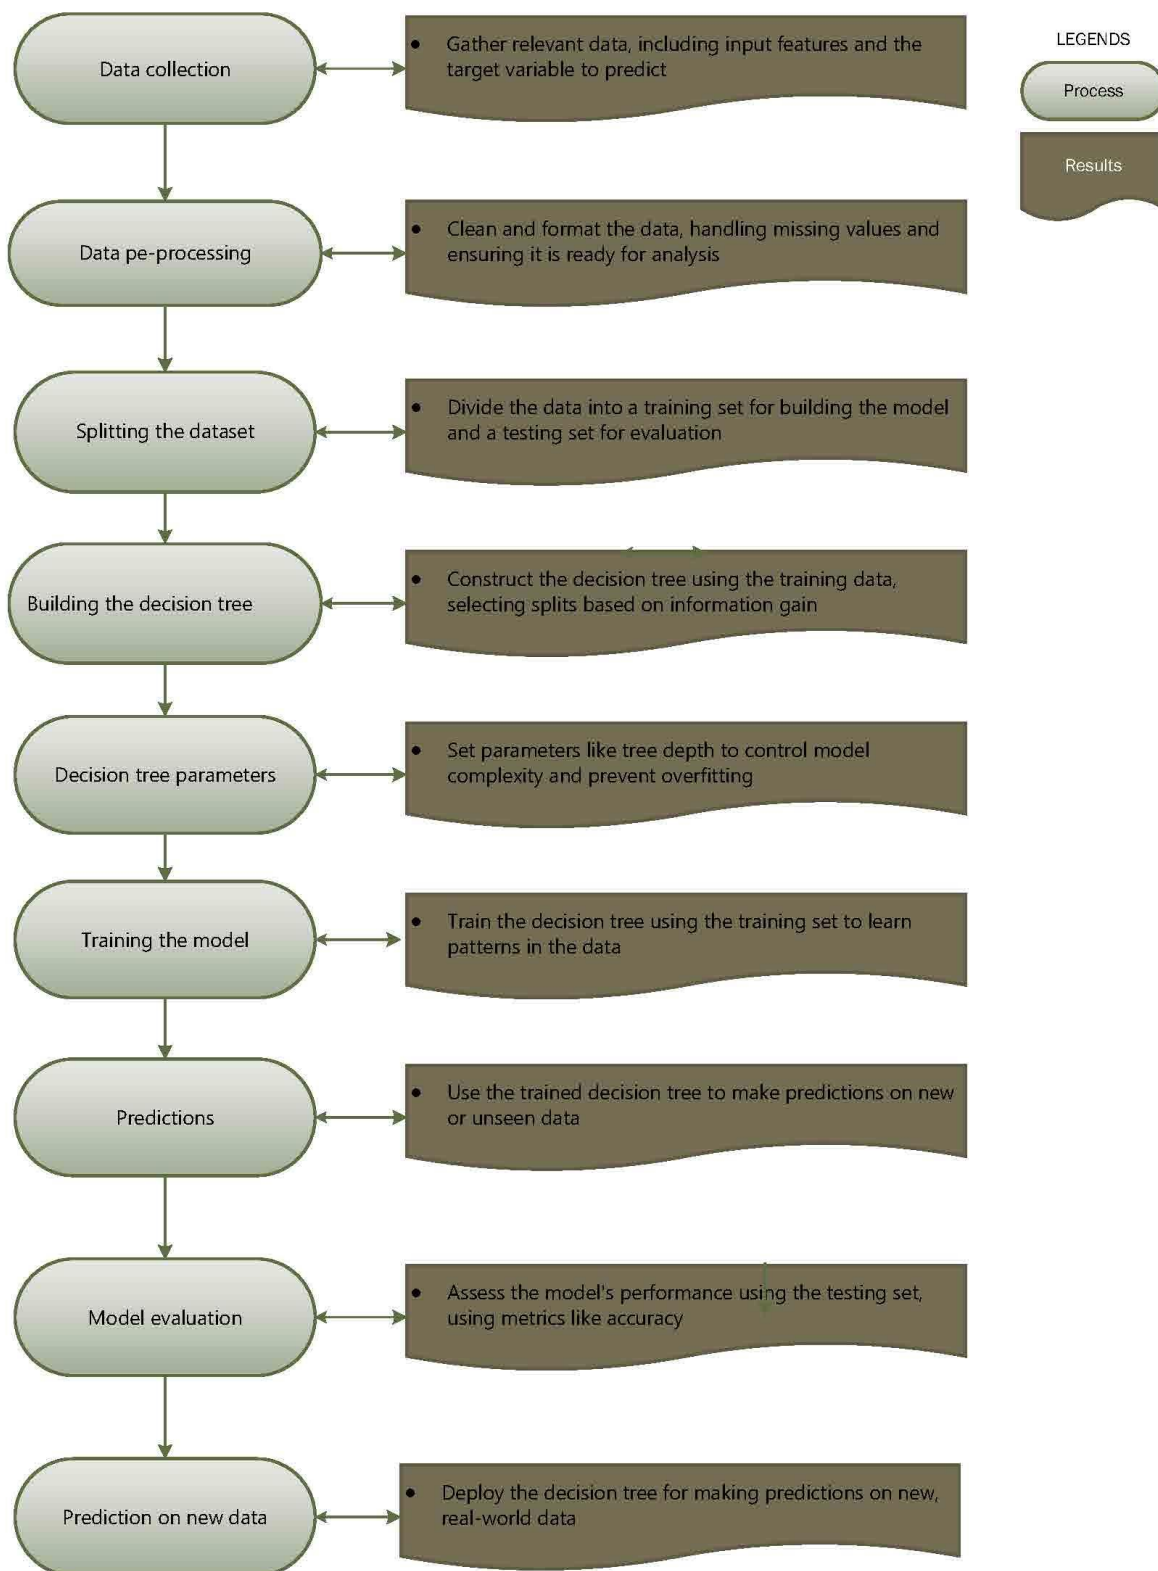 Data collection
• Gather relevant data, including input features and the
target variable to predict
LEGENDS
Process
Results
Data pe-processing
• Clean and format the data, handling missing values and
ensuring it is ready for analysis
Splitting the dataset
• Divide the data into a training set for building the model
and a testing set for evaluation
Building the decision tree
• Construct the decision tree using the training data,
selecting splits based on information gain
Decision tree parameters
• Set parameters like tree depth to control model
complexity and prevent overfitting
Training the model
• Train the decision tree using the training set to learn
patterns in the data
Predictions
• Use the trained decision tree to make predictions on new
or unseen data
Model evaluation
• Assess the model's performance using the testing set,
using metrics like accuracy
Prediction on new data
• Deploy the decision tree for making predictions on new,
real-world data